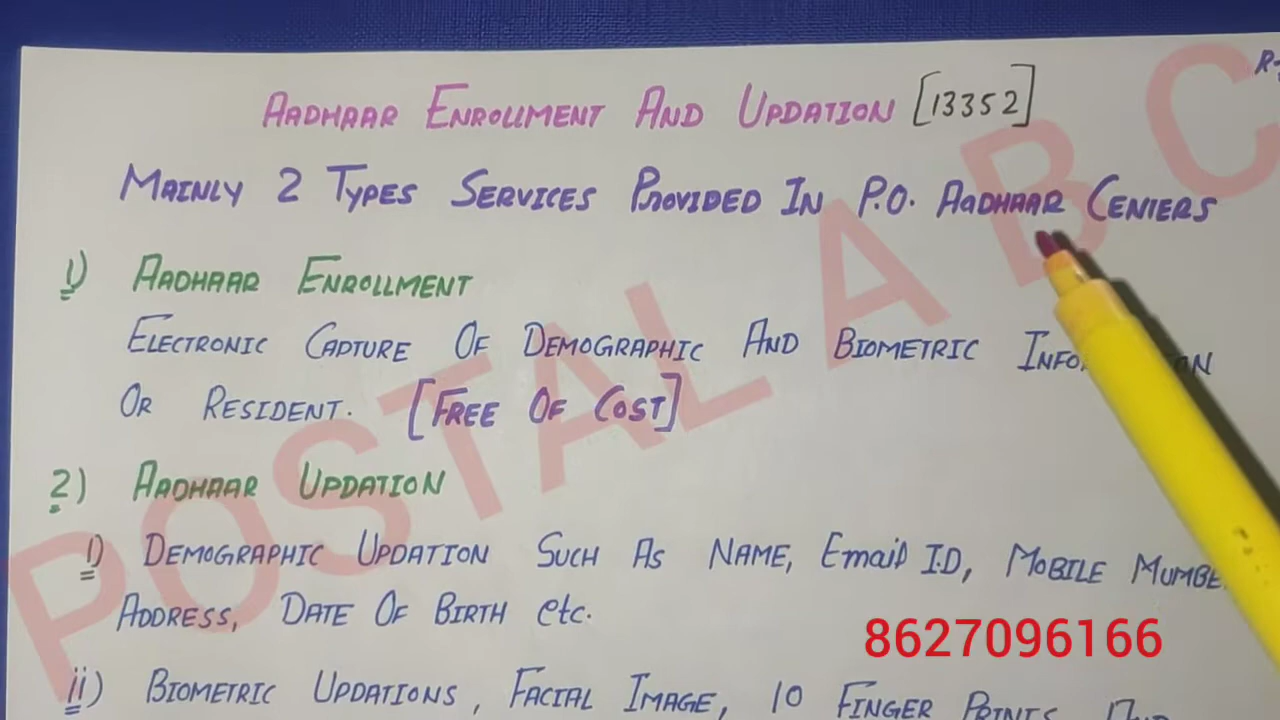 R-
AADHAAR ENROLLMENT AND UPDATION [13352]
MAINLY 2 TYPES SERVICES PROVIDED IN P.O. AADHAAR CENTERS
1) AADHAAR ENROLLMENT
ELECTRONIC CAPTURE OF DEMOGRAPHIC AND BIOMETRIC
OR RESIDENT. [FREE OF COST]
2) AADHAAR UPDATION
i) DEMOGRAPHIC UPDATION SUCH AS NAME, Email I.D, MOBILE MUMBE
ADDRESS, DATE OF BIRTH etc.
8627096166
ii) BIOMETRIC UPDATIONS, FACIAL IMAGE, 10 FINGER PRINTS
POSTAL ABC